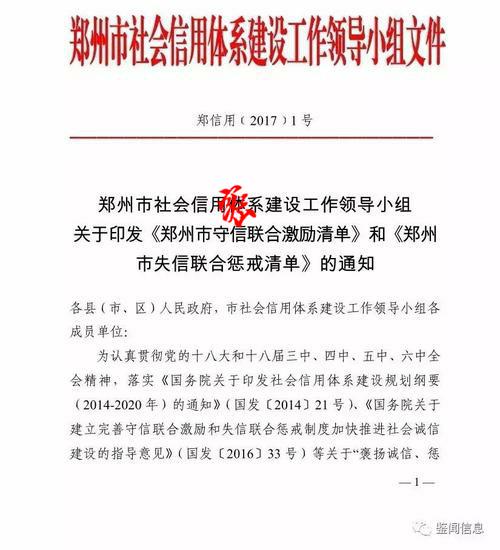 郑州市社会信用体系建设工作领导小组文件
郑信用〔2017〕1号
郑州市社会信用体系建设工作领导小组
关于印发《郑州市守信联合激励清单》和《郑州
市失信联合惩戒清单》的通知
各县（市、区）人民政府，市社会信用体系建设工作领导小组各
成员单位：
为认真贯彻党的十八大和十八届三中、四中、五中、六中全
会精神，落实《国务院关于印发社会信用体系建设规划纲要
（2014-2020年）的通知》（国发〔2014〕21号）、《国务院关于
建立完善守信联合激励和失信联合惩戒制度加快推进社会诚信
建设的指导意见》（国发〔2016〕33号）等关于“褒扬诚信、惩
—1—
鉴闻信息